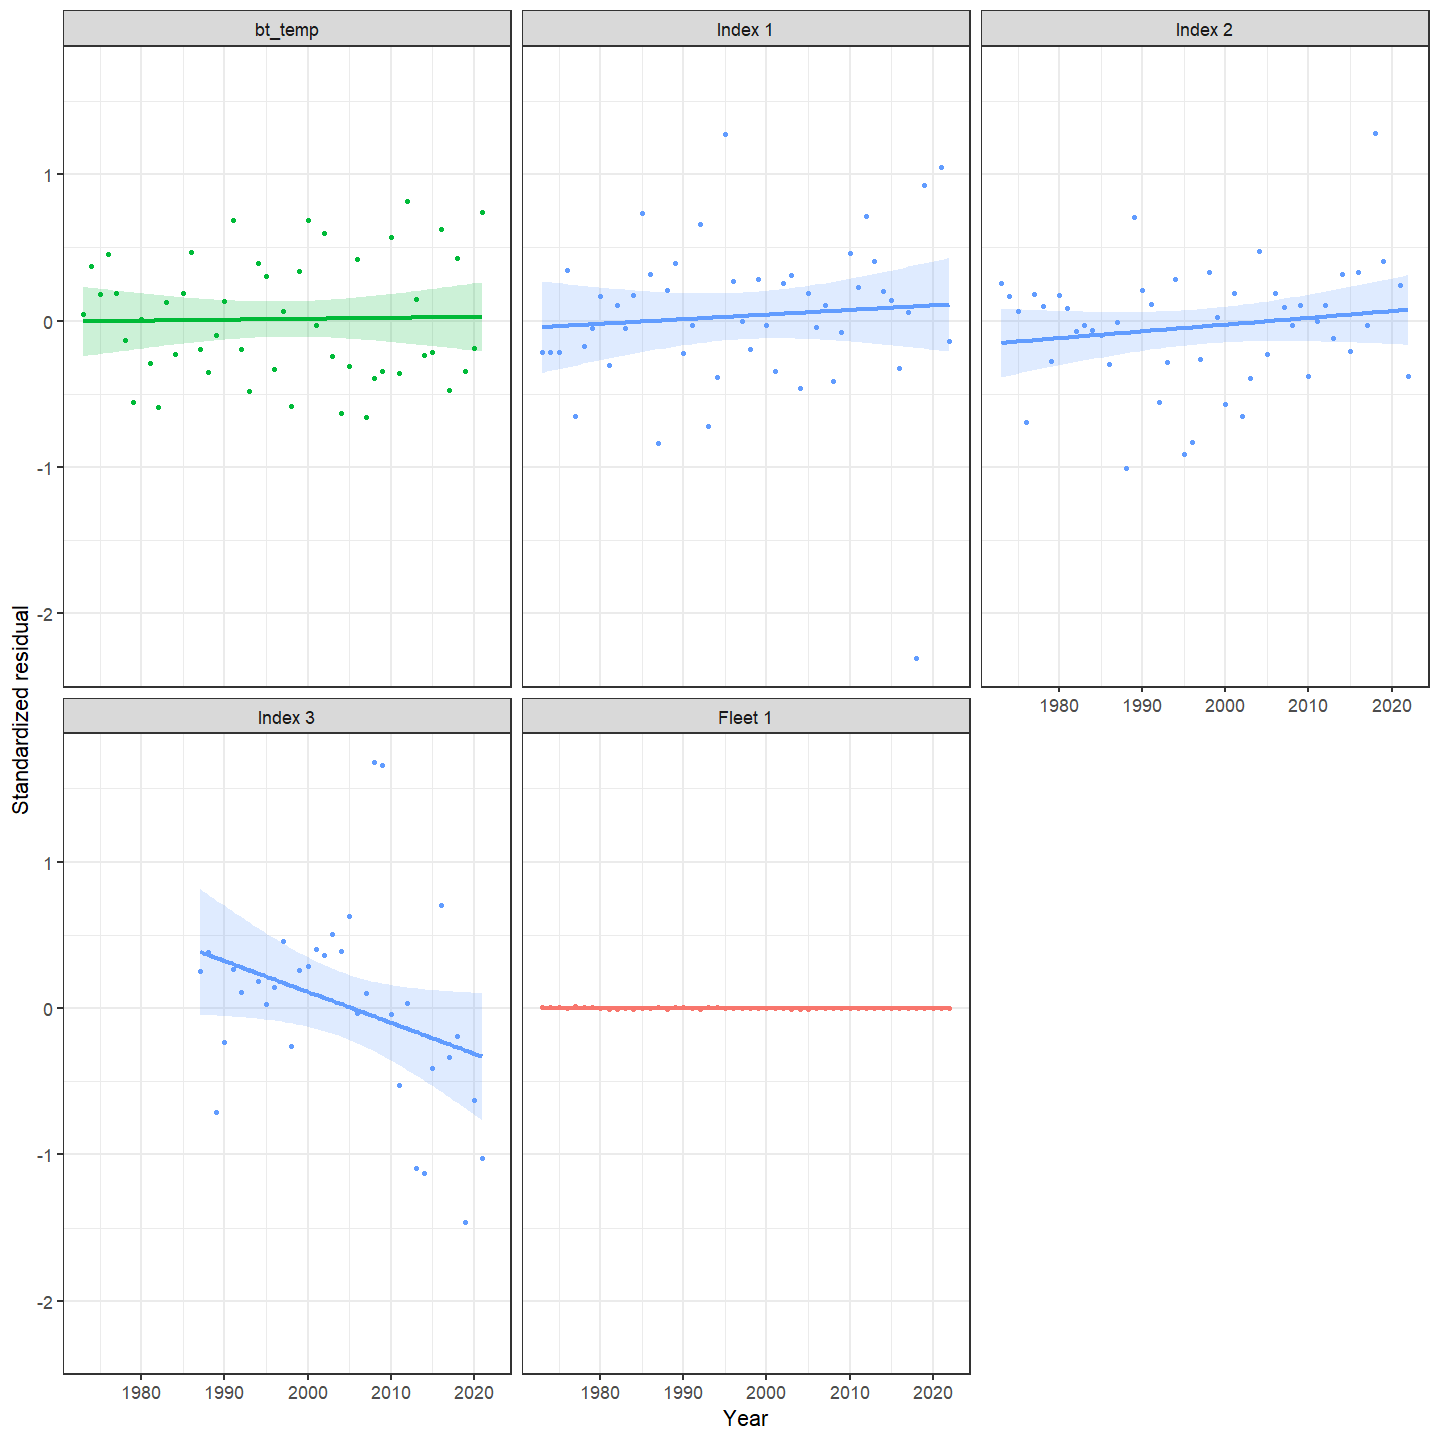 bt_temp
Index 1
Index 2
1
0
-1
-2
1980 1990 2000 2010 2020
Standardized residual
Index 3
Fleet 1
1
0
-1
-2
1980 1990 2000 2010 2020
1980 1990 2000 2010 2020
Year